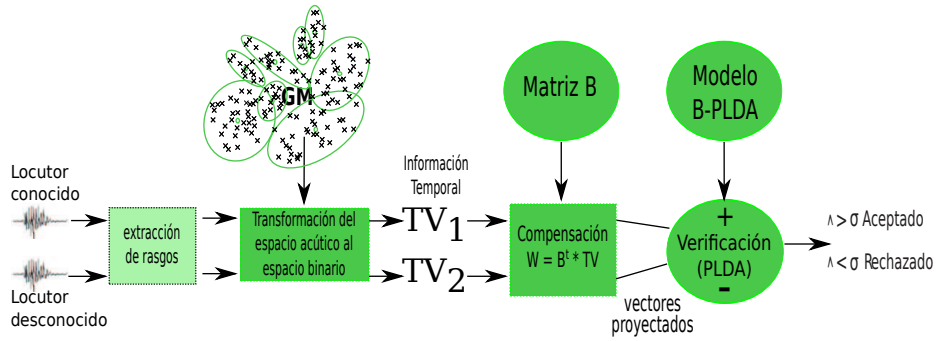 GM
Matriz B
Modelo
B-PLDA
Locutor
conocido
Información
Temporal
extracción
de rasgos
Transformación del
espacio acútico al
espacio binario
TV1
TV2
Compensación
W = Bᵗ * TV
+
Verificación
(PLDA)
-
^ > σ Aceptado
^ < σ Rechazado
Locutor
desconocido
vectores
proyectados